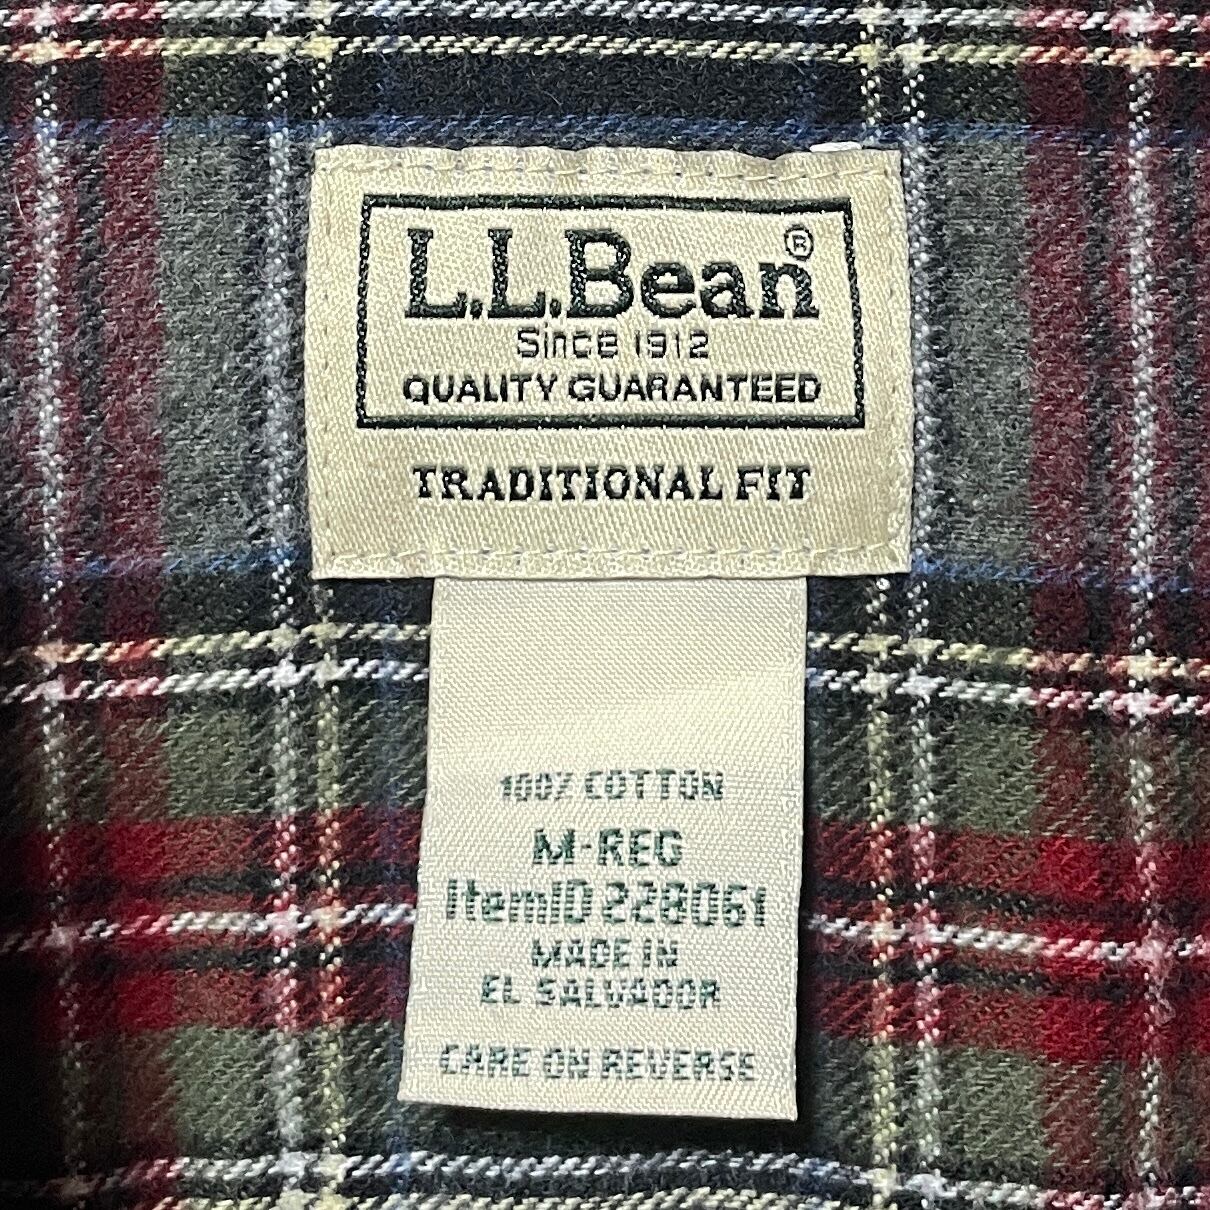 L.L.Bean®
Since 1912
QUALITY GUARANTEED
TRADITIONAL FIT
100% COTTON
M-REG
ItemID 228061
MADE IN
EL SALVADOR
CARE ON REVERSE